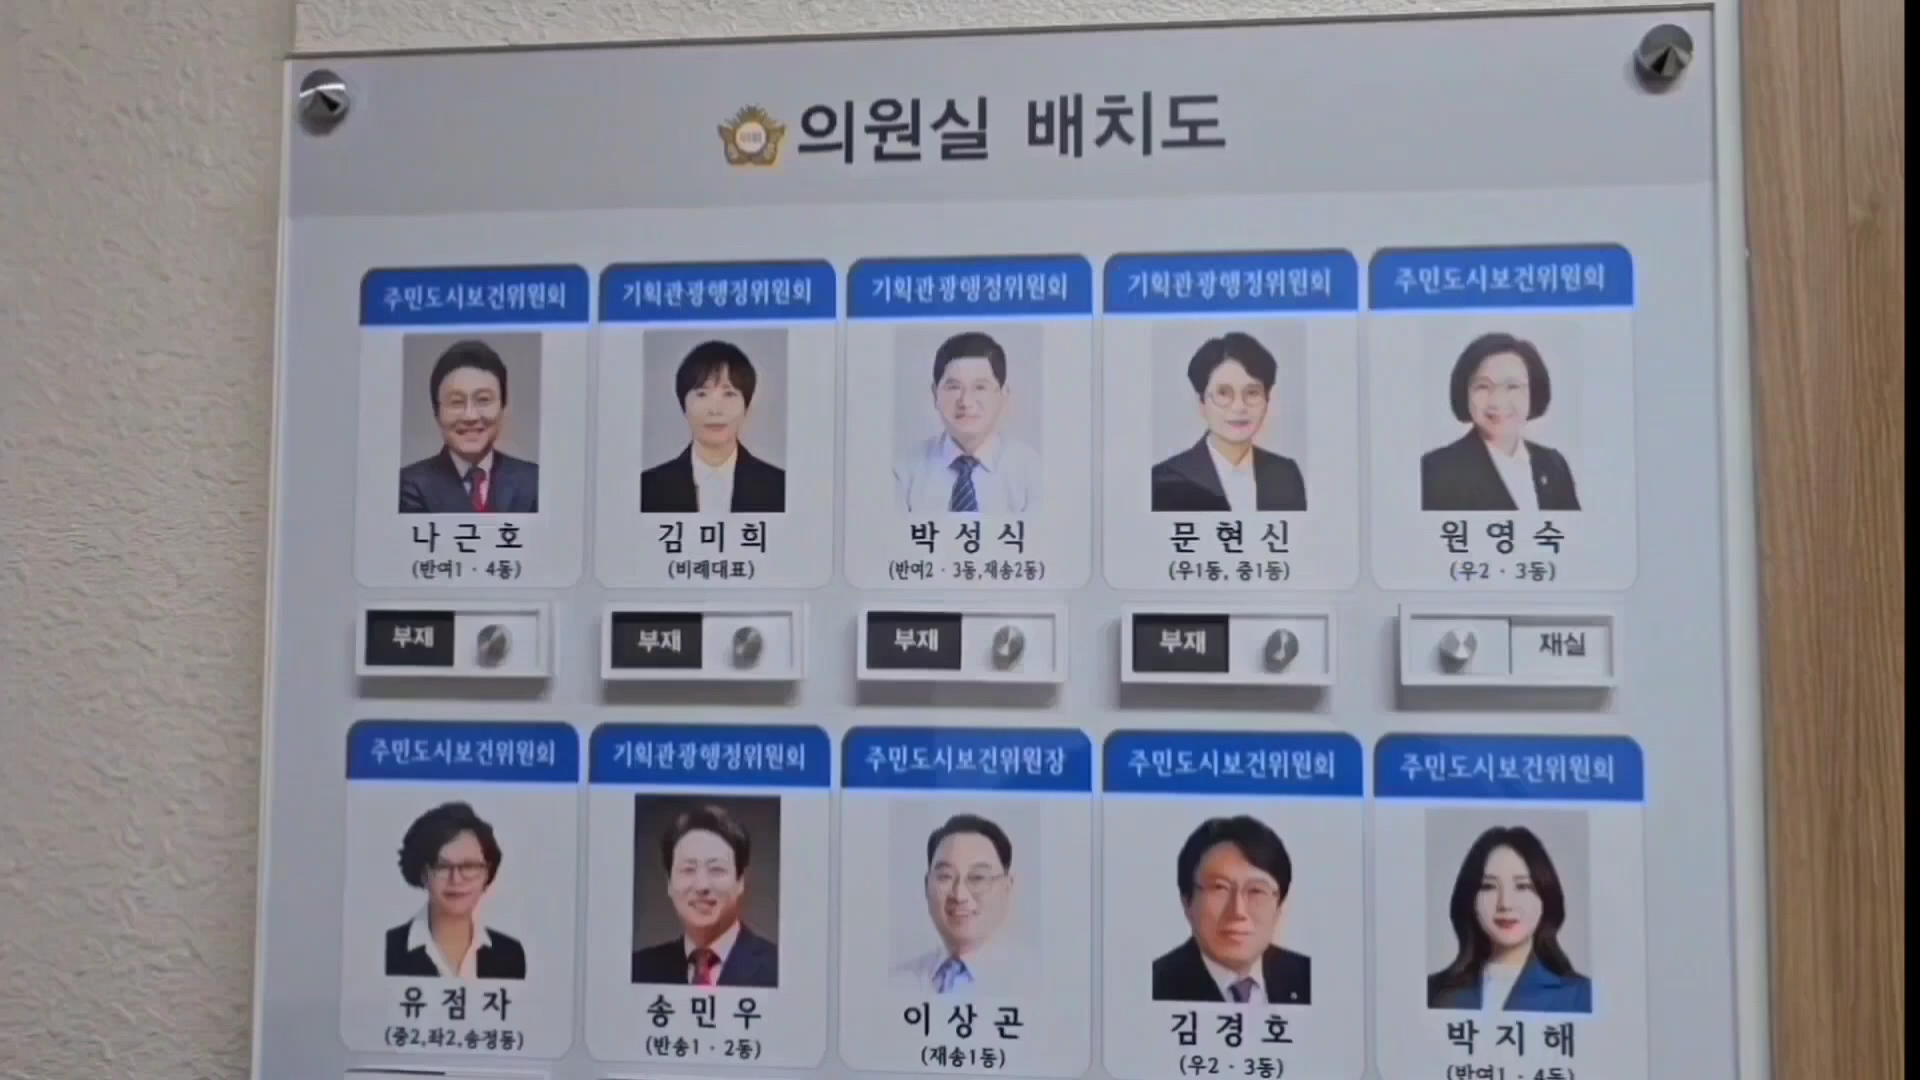 의원실 배치도
주민도시보건위원회
기획관광행정위원회
기획관광행정위원회
기획관광행정위원회
주민도시보건위원회
나근호
김미희
박성식
문현신
원영숙
(반여1·4동)
(비례대표)
(반여2·3동,재송2동)
(우1동, 중1동)
(우2·3동)
부재
부재
부재
부재
재실
주민도시보건위원회
기획관광행정위원회
주민도시보건위원장
주민도시보건위원회
주민도시보건위원회
유점자
송민우
이상곤
김경호
박지해
(중2,좌2,송정동)
(반송1·2동)
(재송1동)
(우2·3동)
(반여1·4동)